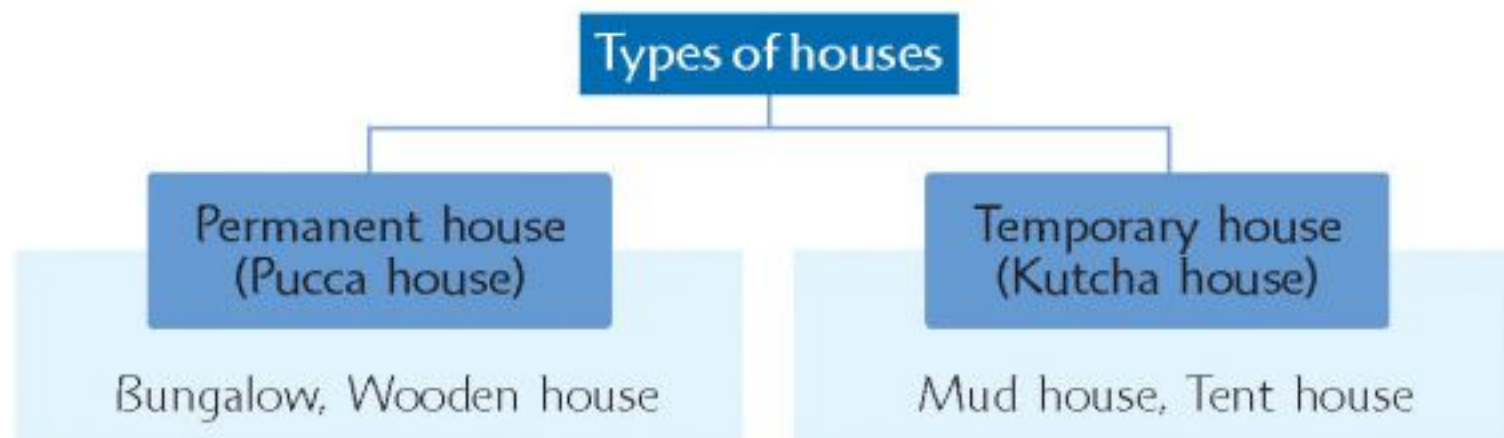 Types of houses
Permanent house
(Pucca house)
Bungalow, Wooden house
Temporary house
(Kutcha house)
Mud house, Tent house